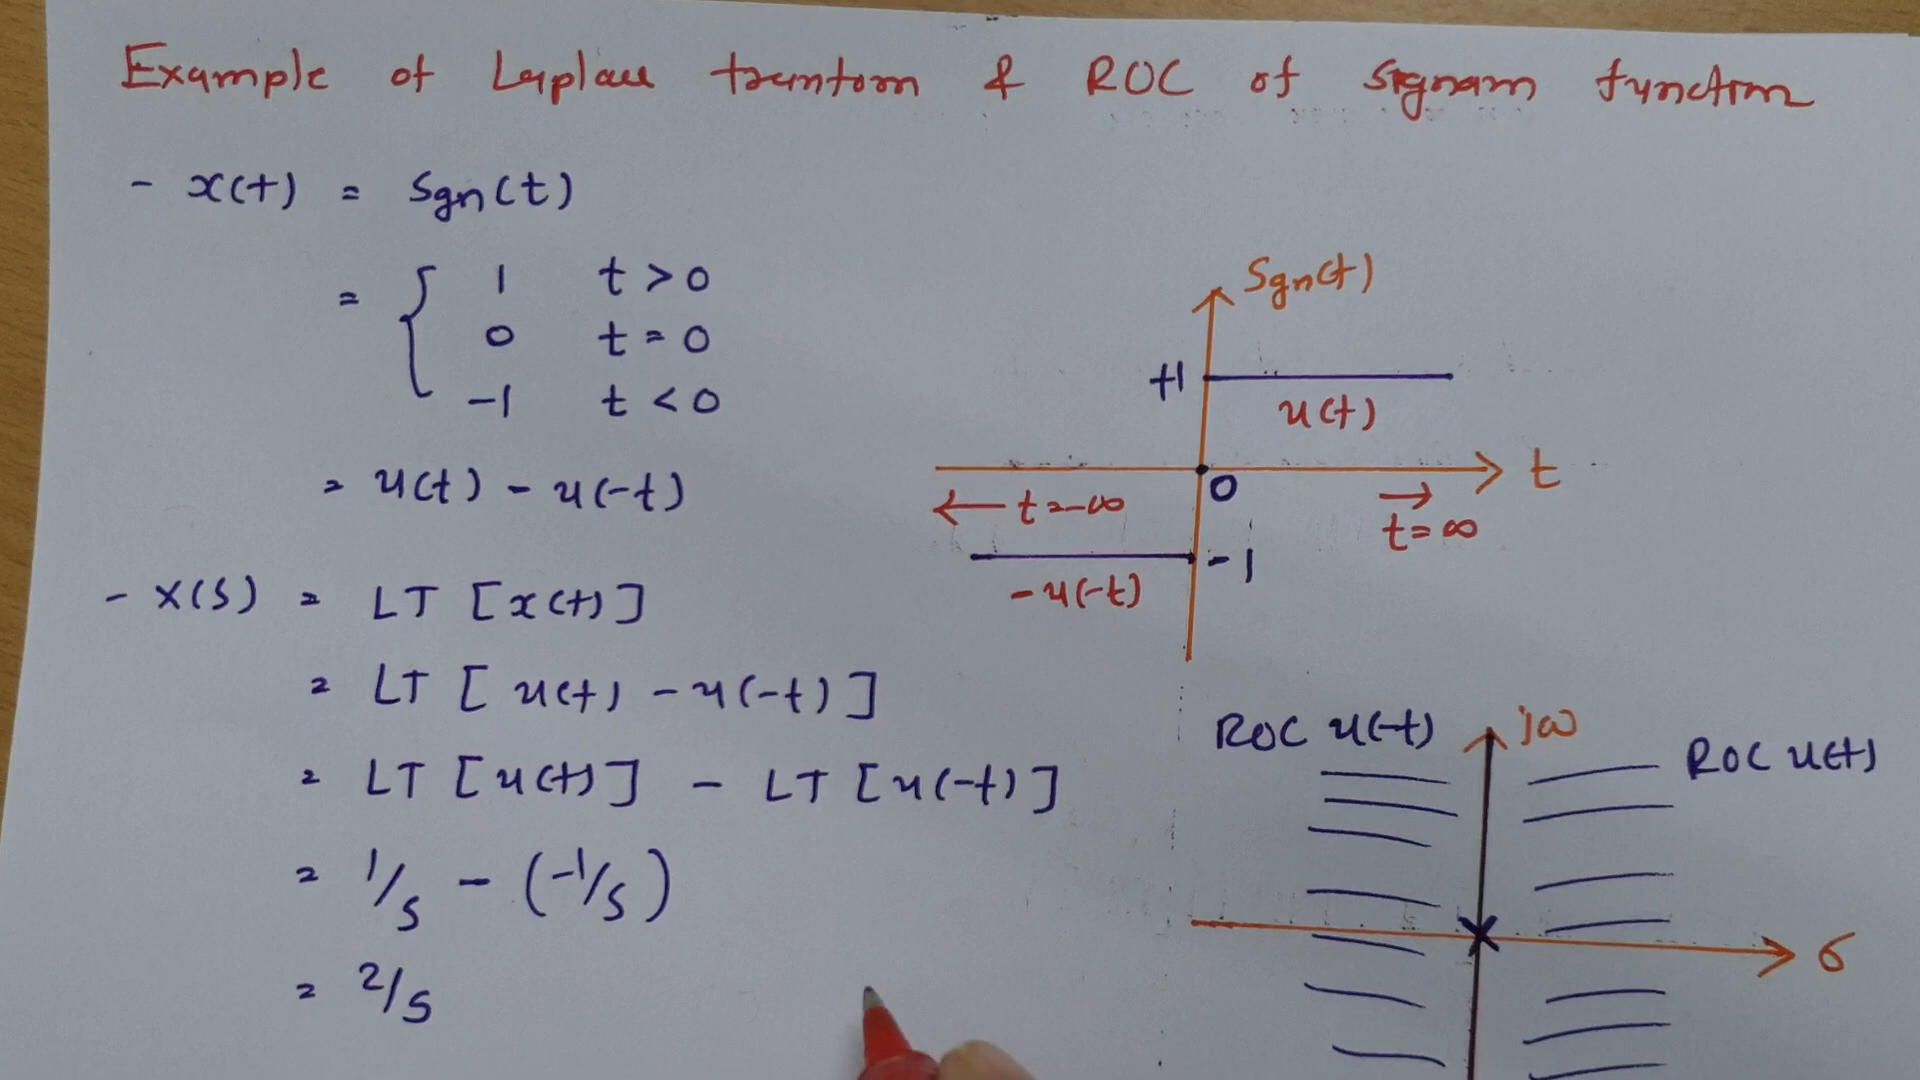 Example of Laplace transform & ROC of signam function
- x(t) = Sgn(t)
= { 1 t > 0
0 t = 0
-1 t < 0
= u(t) - u(-t)
- X(S) = LT [x(t)]
= LT [u(t) - u(-t)]
= LT [u(t)] - LT [u(-t)]
= 1/s - (-1/s)
= 2/s
Sgn(t)
+1
u(t)
0
t
← t=-∞
→
t=∞
-1
-u(-t)
ROC u(-t)
jω
ROC u(t)
σ